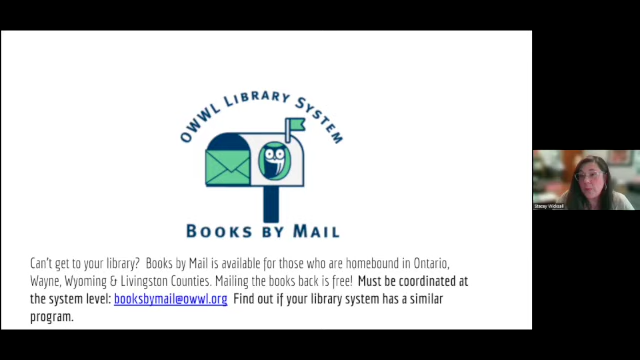 OWWL LIBRARY SYSTEM
BOOKS BY MAIL
Can't get to your library? Books by Mail is available for those who are homebound in Ontario,
Wayne, Wyoming & Livingston Counties. Mailing the books back is free! Must be coordinated at
the system level: booksbymail@owwl.org Find out if your library system has a similar
program.
Stacey Wicksall